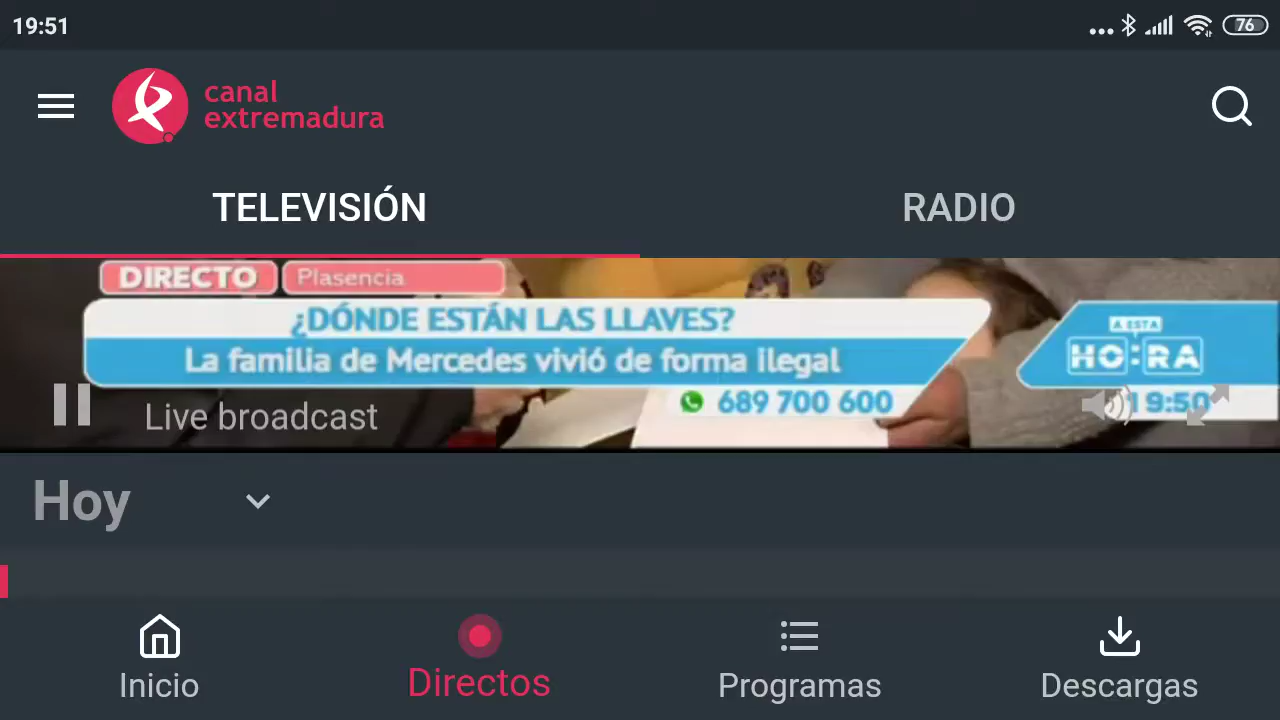 19:51
76
canal
extremadura
TELEVISIÓN
RADIO
DIRECTO
Plasencia
¿DÓNDE ESTÁN LAS LLAVES?
La familia de Mercedes vivió de forma ilegal
A ESTA
HO:RA
689 700 600
19:50
Live broadcast
Hoy
Inicio
Directos
Programas
Descargas